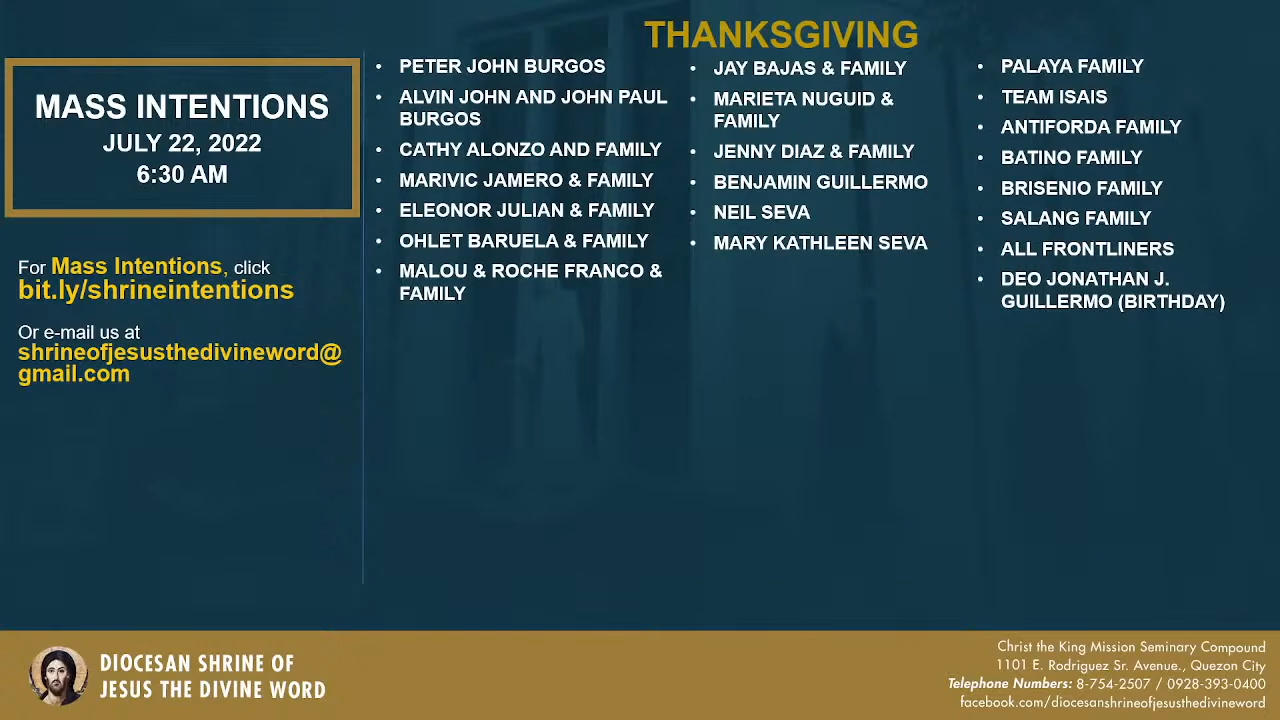 THANKSGIVING
MASS INTENTIONS
JULY 22, 2022
6:30 AM
For Mass Intentions, click
bit.ly/shrineintentions
Or e-mail us at
shrineofjesusthedivineword@
gmail.com
• PETER JOHN BURGOS
• ALVIN JOHN AND JOHN PAUL
BURGOS
• CATHY ALONZO AND FAMILY
• MARIVIC JAMERO & FAMILY
• ELEONOR JULIAN & FAMILY
• OHLET BARUELA & FAMILY
• MALOU & ROCHE FRANCO &
FAMILY
• JAY BAJAS & FAMILY
• MARIETA NUGUID &
FAMILY
• JENNY DIAZ & FAMILY
• BENJAMIN GUILLERMO
• NEIL SEVA
• MARY KATHLEEN SEVA
• PALAYA FAMILY
• TEAM ISAIS
• ANTIFORDA FAMILY
• BATINO FAMILY
• BRISENIO FAMILY
• SALANG FAMILY
• ALL FRONTLINERS
• DEO JONATHAN J.
GUILLERMO (BIRTHDAY)
DIOCESAN SHRINE OF
JESUS THE DIVINE WORD
Christ the King Mission Seminary Compound
1101 E. Rodriguez Sr. Avenue., Quezon City
Telephone Numbers: 8-754-2507 / 0928-393-0400
facebook.com/diocesanshrineofjesusthedivineword